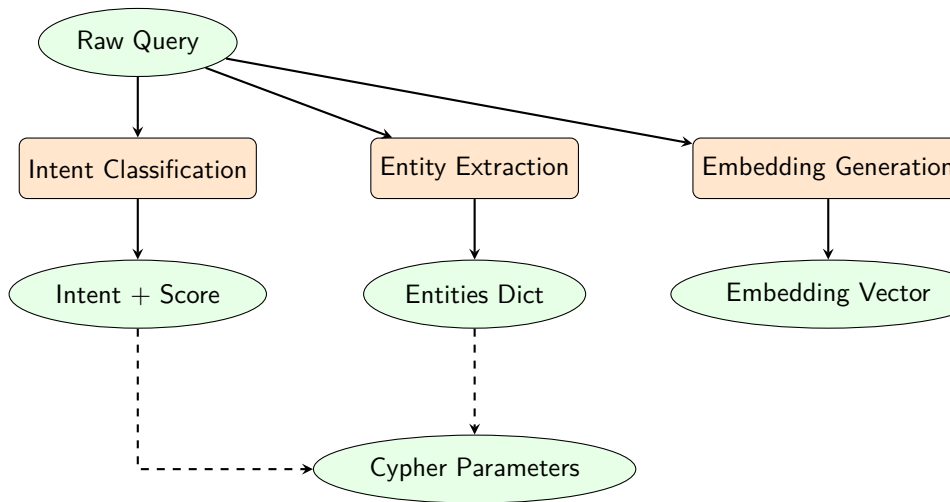 Raw Query
Intent Classification
Entity Extraction
Embedding Generation
Intent + Score
Entities Dict
Embedding Vector
Cypher Parameters